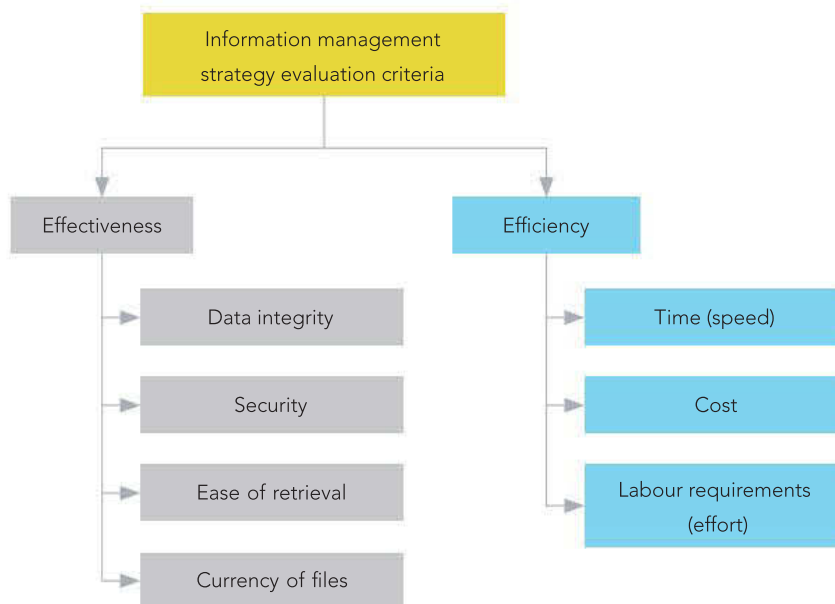 Information management
strategy evaluation criteria
Effectiveness
Data integrity
Security
Ease of retrieval
Currency of files
Efficiency
Time (speed)
Cost
Labour requirements
(effort)